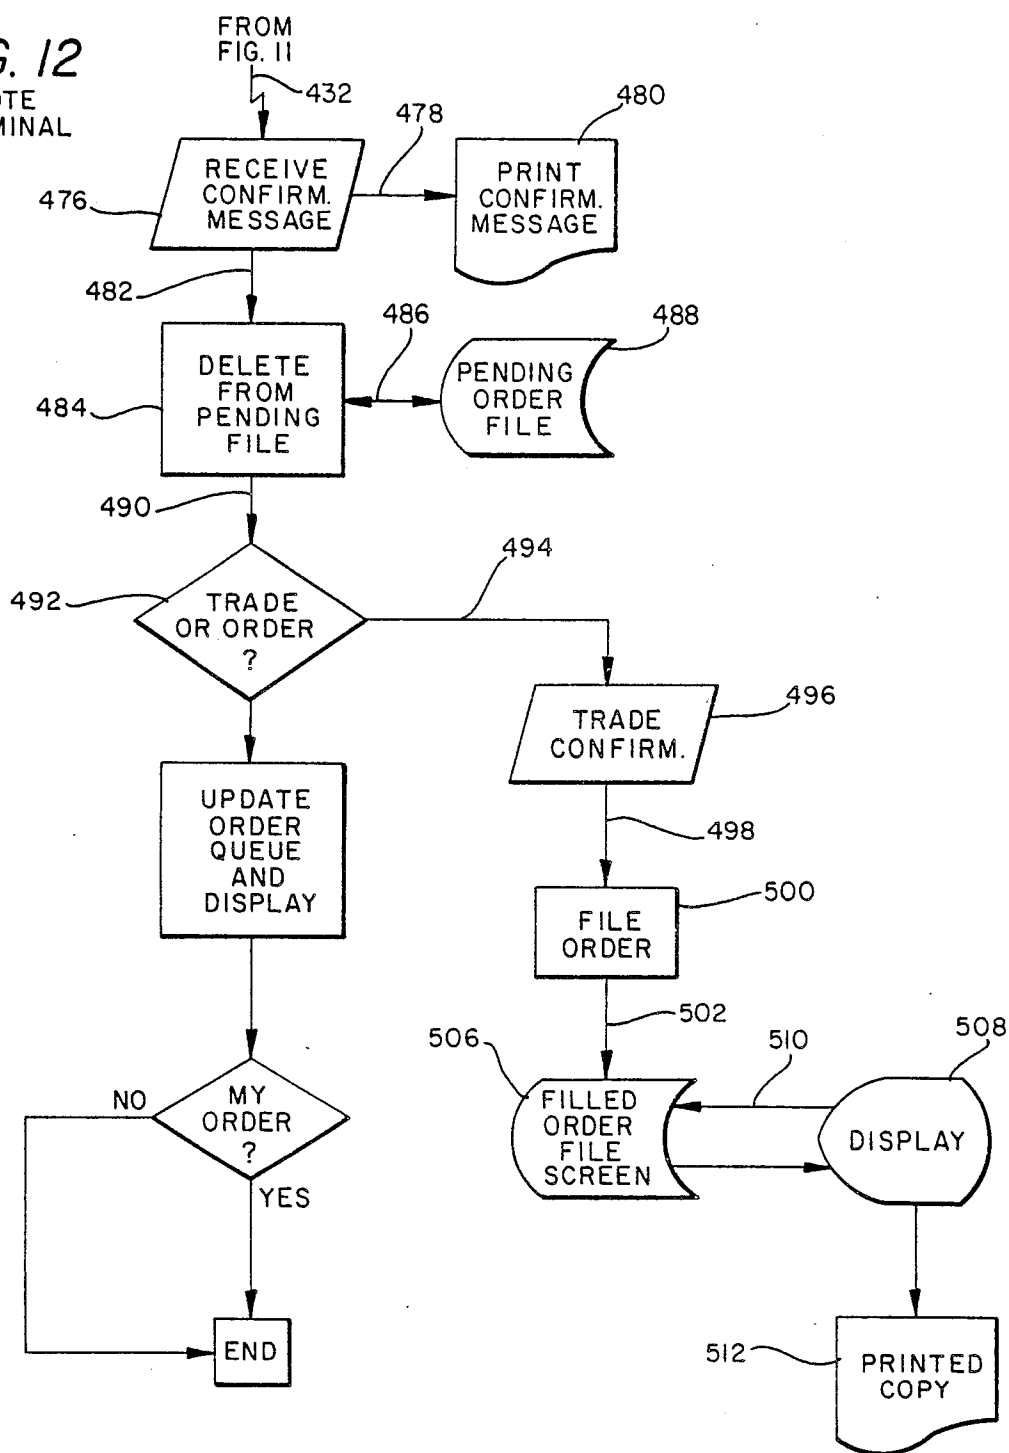 FROM
FIG. 11
G. 12
OTE
MINAL
432
478
480
RECEIVE
CONFIRM.
MESSAGE
PRINT
CONFIRM.
MESSAGE
476
482
486
488
DELETE
FROM
PENDING
FILE
PENDING
ORDER
FILE
484
490
494
492
TRADE
OR ORDER
?
TRADE
CONFIRM.
496
UPDATE
ORDER
QUEUE
AND
DISPLAY
498
500
FILE
ORDER
502
506
510
508
NO
MY
ORDER
?
YES
FILLED
ORDER
FILE
SCREEN
DISPLAY
END
512
PRINTED
COPY